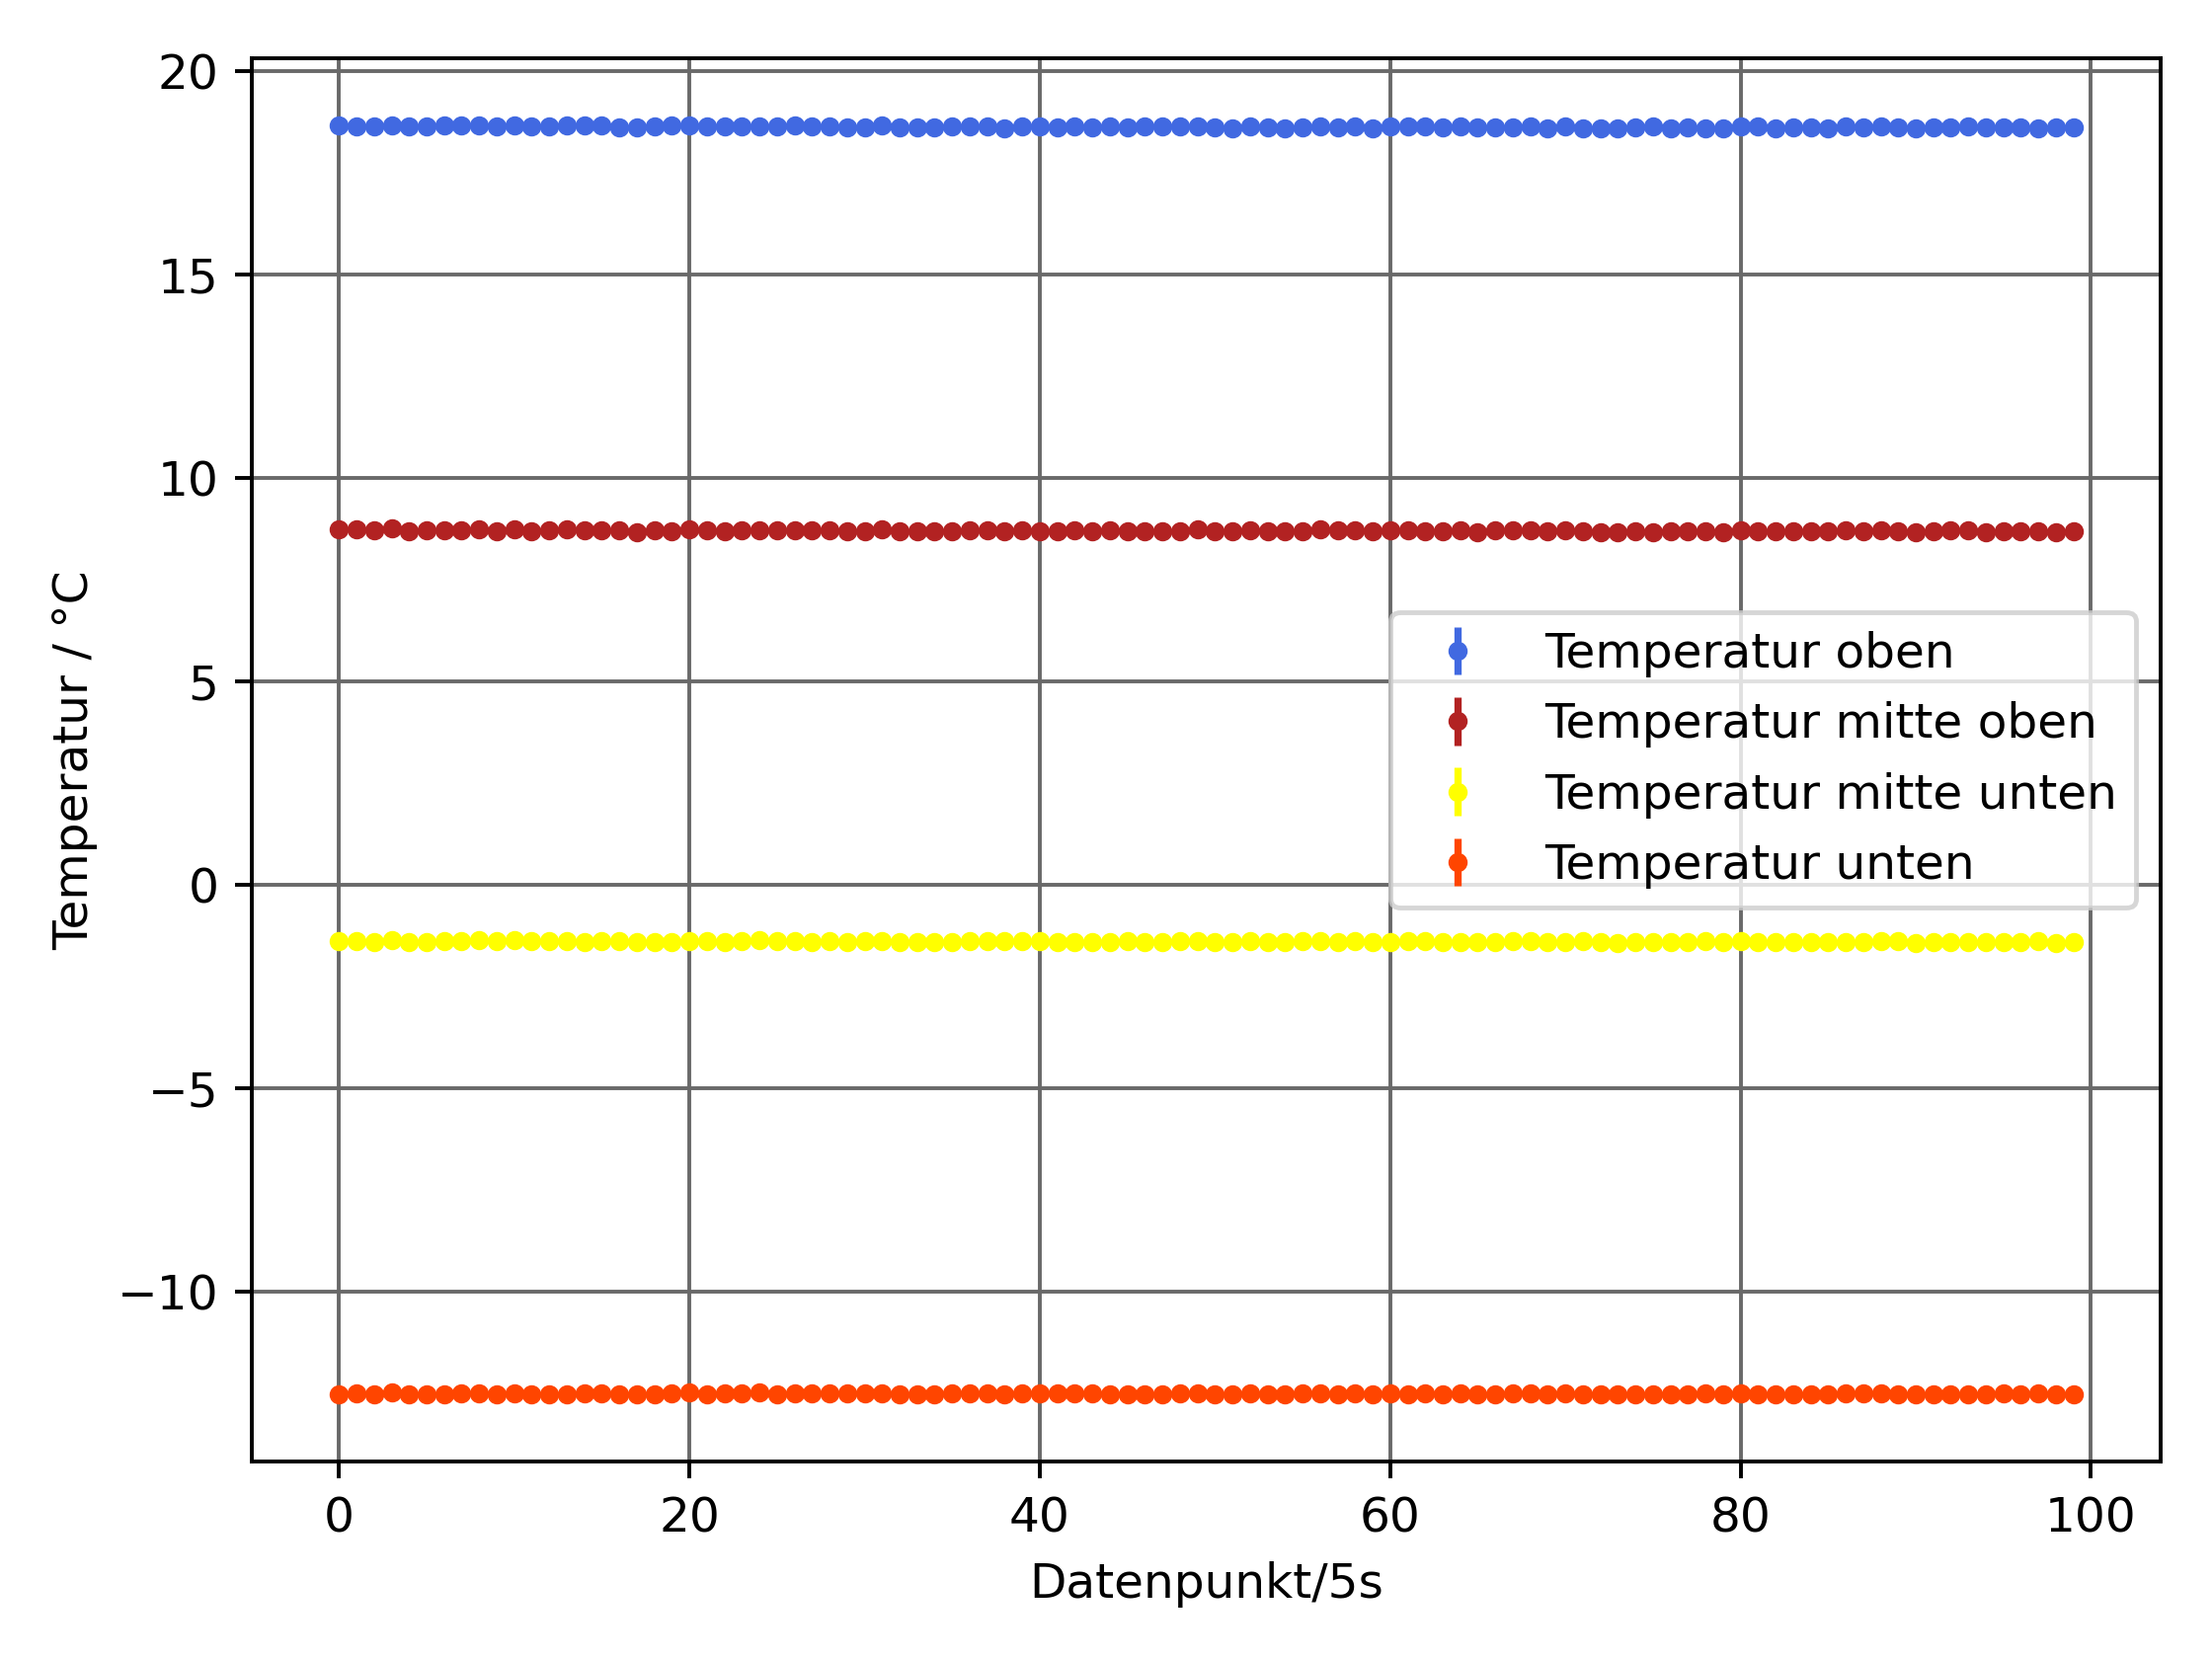 20
15
10
5
0
−5
−10
Temperatur / °C
Temperatur oben
Temperatur mitte oben
Temperatur mitte unten
Temperatur unten
0 20 40 60 80 100
Datenpunkt/5s